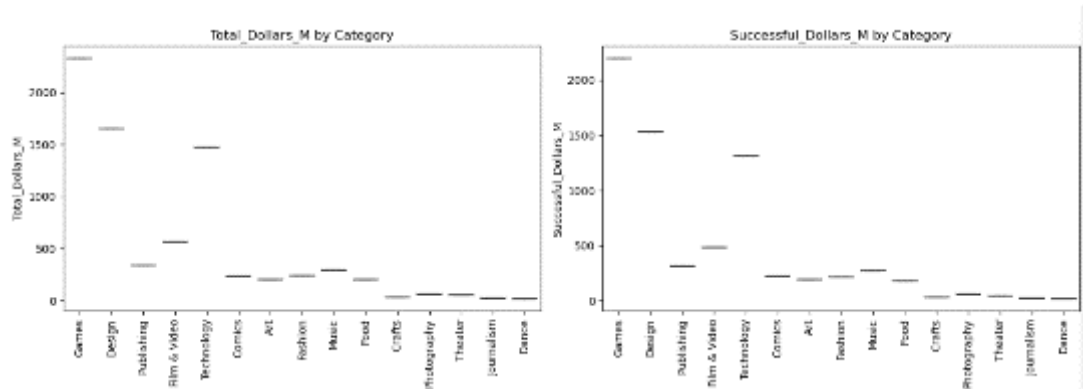 Total_Dollars_M by Category
Total_Dollars_M
2000
1500
1000
500
0
Games
Design
Publishing
Film & Video
Technology
Comics
Art
Fashion
Music
Food
Crafts
Photography
Theater
Journalism
Dance
Successful_Dollars_M by Category
Successful_Dollars_M
2000
1500
1000
500
0
Games
Design
Publishing
Film & Video
Technology
Comics
Art
Fashion
Music
Food
Crafts
Photography
Theater
Journalism
Dance